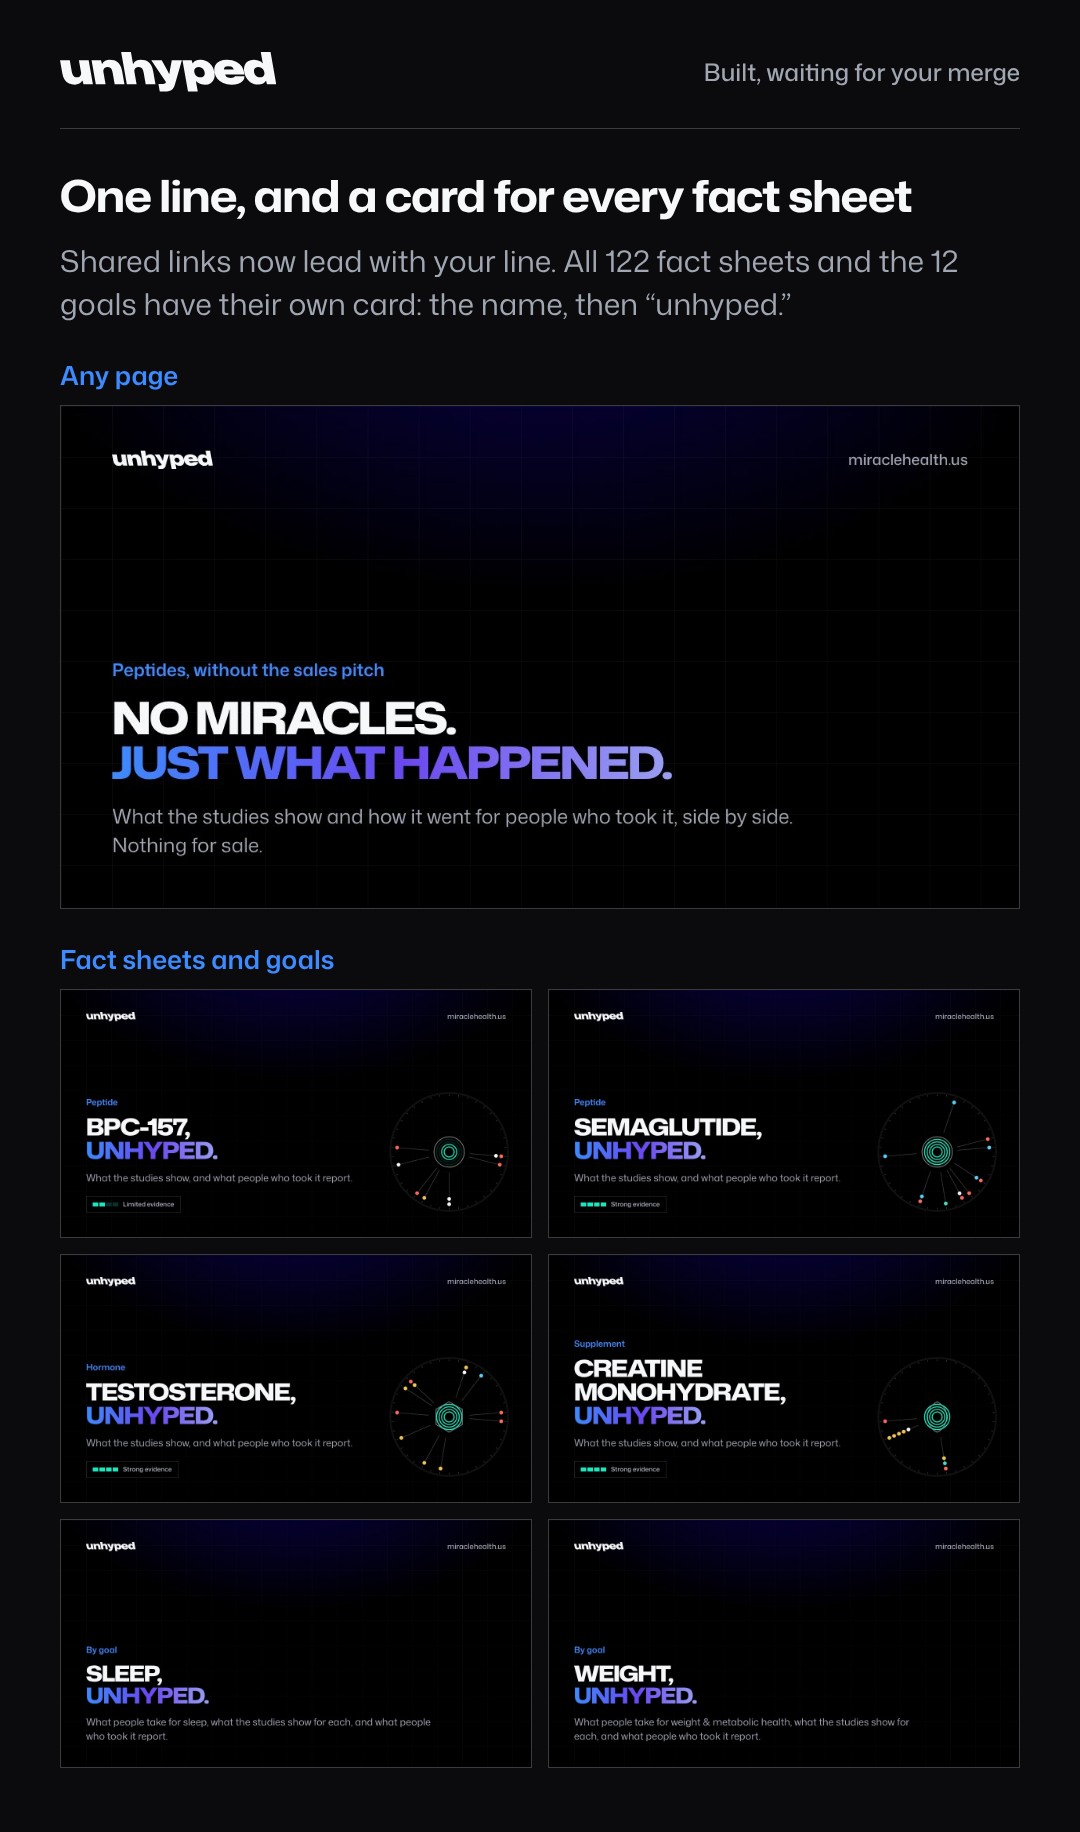 unhyped
Built, waiting for your merge
One line, and a card for every fact sheet
Shared links now lead with your line. All 122 fact sheets and the 12
goals have their own card: the name, then “unhyped.”
Any page
unhyped
miraclehealth.us
Peptides, without the sales pitch
NO MIRACLES.
JUST WHAT HAPPENED.
What the studies show and how it went for people who took it, side by side.
Nothing for sale.
Fact sheets and goals
unhyped
miraclehealth.us
Peptide
BPC-157,
UNHYPED.
What the studies show, and what people who took it report.
Limited evidence
unhyped
miraclehealth.us
Peptide
SEMAGLUTIDE,
UNHYPED.
What the studies show, and what people who took it report.
Strong evidence
unhyped
miraclehealth.us
Hormone
TESTOSTERONE,
UNHYPED.
What the studies show, and what people who took it report.
Strong evidence
unhyped
miraclehealth.us
Supplement
CREATINE
MONOHYDRATE,
UNHYPED.
What the studies show, and what people who took it report.
Strong evidence
unhyped
miraclehealth.us
By goal
SLEEP,
UNHYPED.
What people take for sleep, what the studies show for each, and what people
who took it report.
unhyped
miraclehealth.us
By goal
WEIGHT,
UNHYPED.
What people take for weight & metabolic health, what the studies show for
each, and what people who took it report.